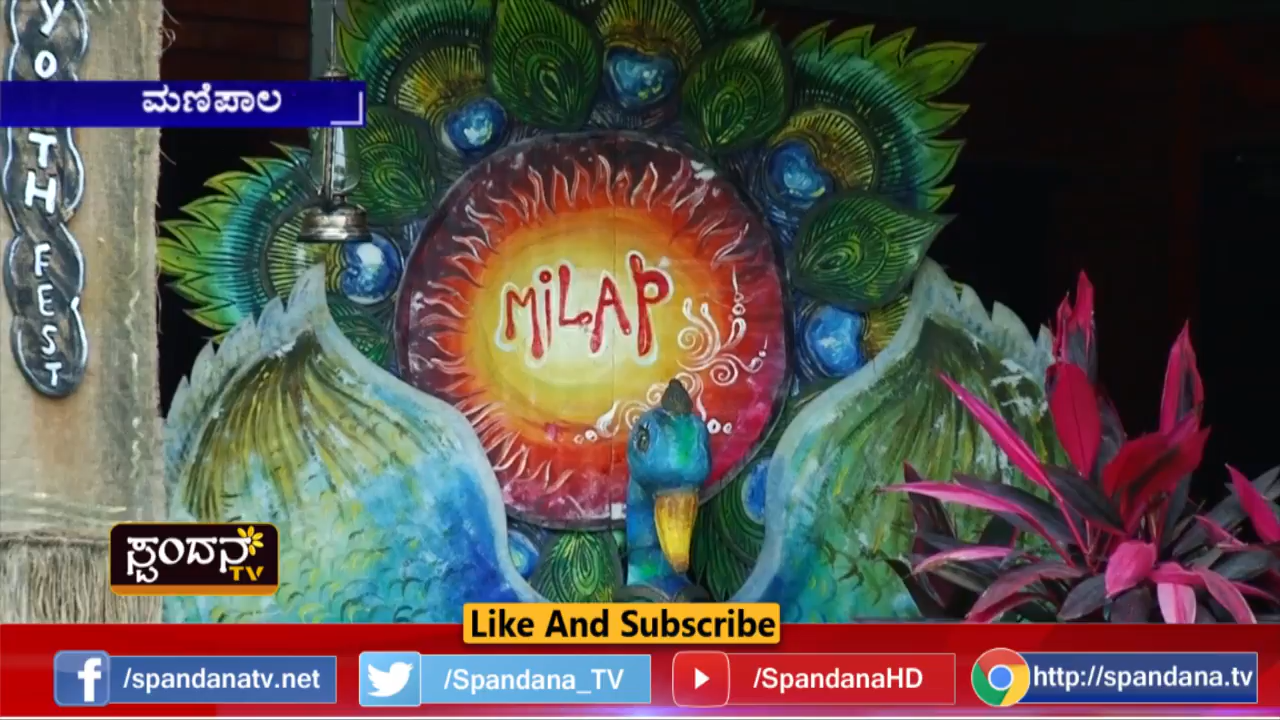 YOUTH FEST
ಮಣಿಪಾಲ
MiLAP
ಸ್ಪಂದನ
TV
Like And Subscribe
/spandanatv.net
/Spandana_TV
/SpandanaHD
http://spandana.tv